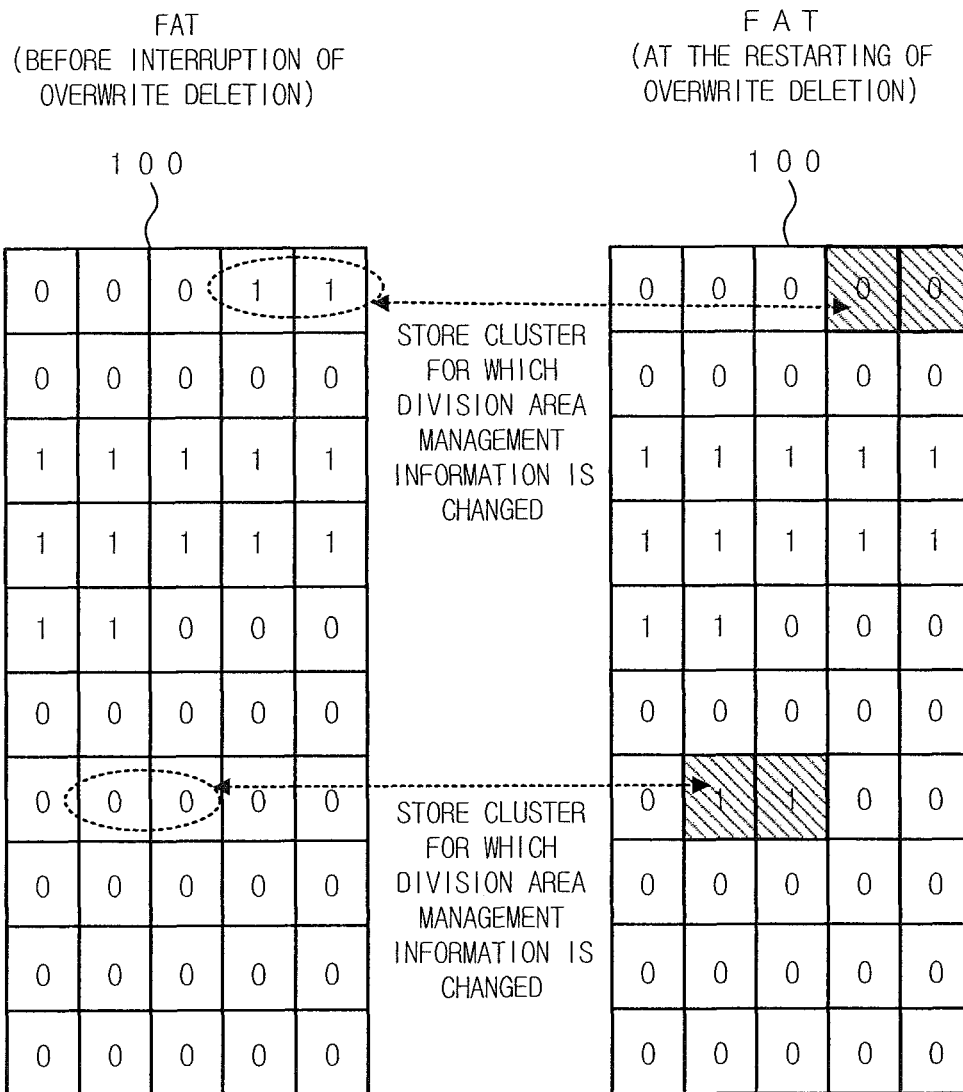 FAT
(BEFORE INTERRUPTION OF
OVERWRITE DELETION)
100
0 0 0 1 1
0 0 0 0 0
1 1 1 1 1
1 1 1 1 1
1 1 0 0 0
0 0 0 0 0
0 0 0 0 0
0 0 0 0 0
0 0 0 0 0
0 0 0 0 0
STORE CLUSTER
FOR WHICH
DIVISION AREA
MANAGEMENT
INFORMATION IS
CHANGED
STORE CLUSTER
FOR WHICH
DIVISION AREA
MANAGEMENT
INFORMATION IS
CHANGED
FAT
(AT THE RESTARTING OF
OVERWRITE DELETION)
100
0 0 0 0 0
0 0 0 0 0
1 1 1 1 1
1 1 1 1 1
1 1 0 0 0
0 0 0 0 0
0 1 1 0 0
0 0 0 0 0
0 0 0 0 0
0 0 0 0 0